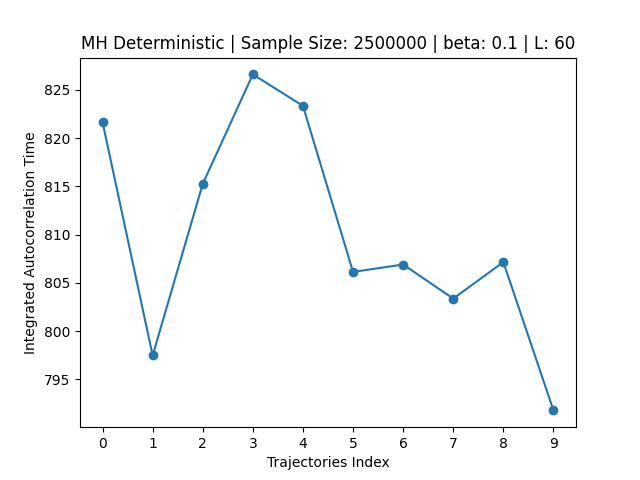 MH Deterministic | Sample Size: 2500000 | beta: 0.1 | L: 60
Integrated Autocorrelation Time
825
820
815
810
805
800
795
0 1 2 3 4 5 6 7 8 9
Trajectories Index